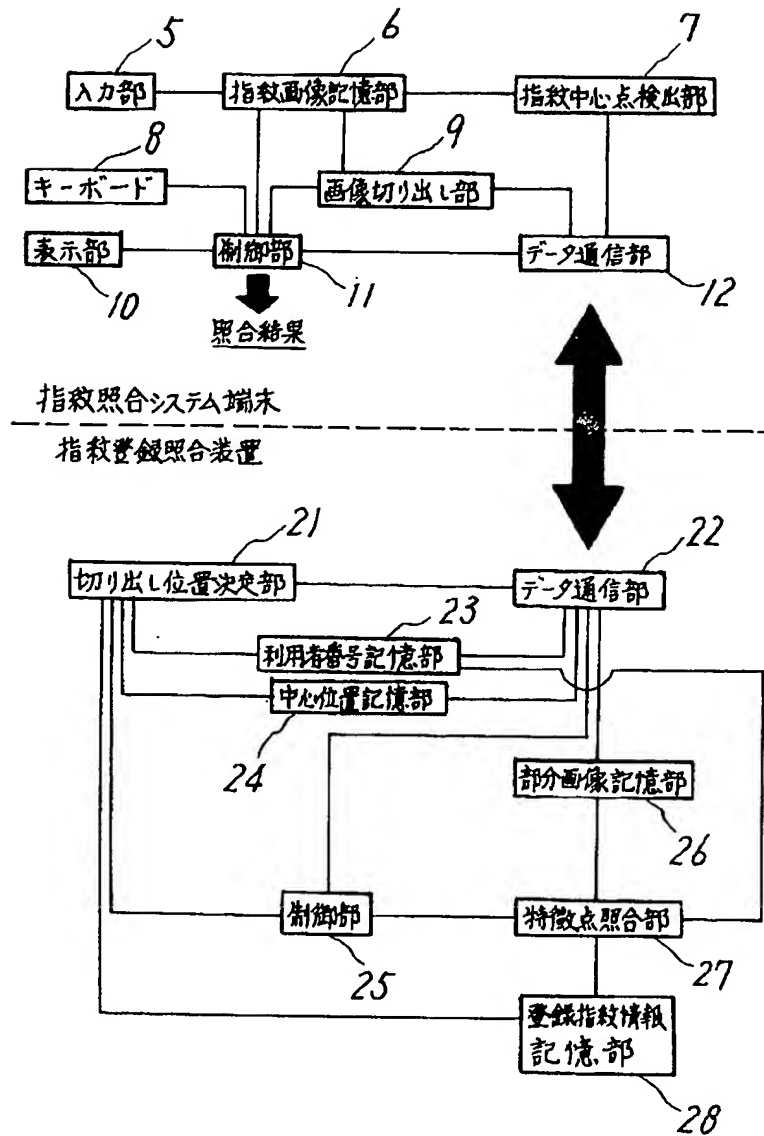 5
6
7
入力部
指紋画像記憶部
指紋中心点検出部
8
9
キーボード
画像切り出し部
表示部
制御部
データ通信部
10
11
12
照合結果
指紋照合システム端末
指紋登録照合装置
21
22
切り出し位置決定部
データ通信部
23
利用者番号記憶部
中心位置記憶部
24
部分画像記憶部
26
制御部
特徴点照合部
25
27
登録指紋情報
記憶部
28